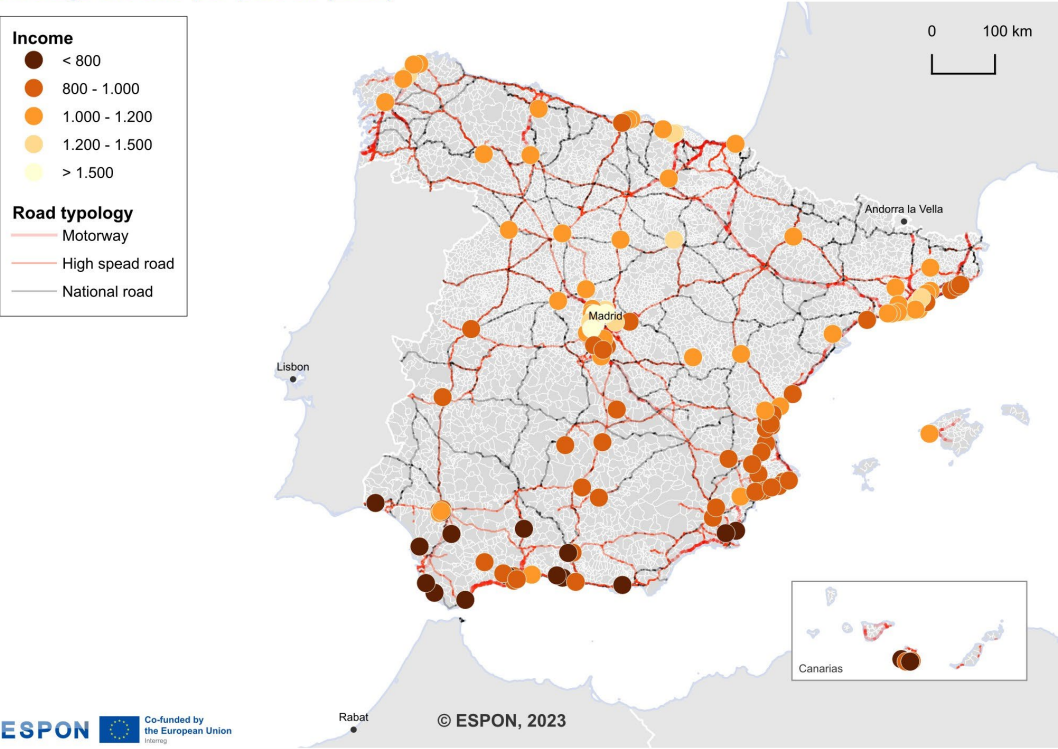 Income
< 800
800 - 1.000
1.000 - 1.200
1.200 - 1.500
> 1.500
Road typology
Motorway
High spead road
National road
0 100 km
Andorra la Vella
Madrid
Lisbon
Canarias
Rabat
© ESPON, 2023
ESPON
Co-funded by
the European Union
Interreg